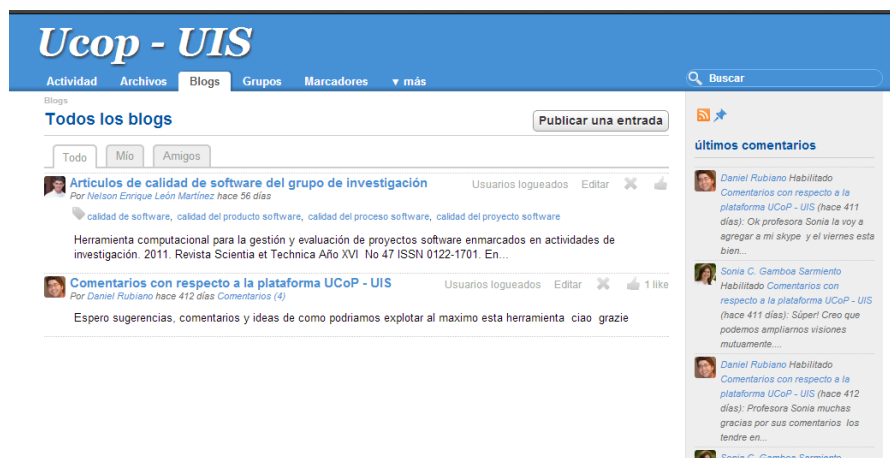 Ucop - UIS
Actividad Archivos Blogs Grupos Marcadores ▼ más
Buscar
Blogs
Todos los blogs
Publicar una entrada
Todo Mío Amigos
Artículos de calidad de software del grupo de investigación
Usuarios logueados Editar
Por Nelson Enrique León Martínez hace 56 días
calidad de software, calidad del producto software, calidad del proceso software, calidad del proyecto software
Herramienta computacional para la gestión y evaluación de proyectos software enmarcados en actividades de
investigación. 2011. Revista Scientia et Technica Año XVI No 47 ISSN 0122-1701. En...
Comentarios con respecto a la plataforma UCoP - UIS
Usuarios logueados Editar 1 like
Por Daniel Rubiano hace 412 días Comentarios (4)
Espero sugerencias, comentarios y ideas de como podriamos explotar al maximo esta herramienta ciao grazie
últimos comentarios
Daniel Rubiano Habilitado
Comentarios con respecto a la
plataforma UCoP - UIS (hace 411
días): Ok profesora Sonia la voy a
agregar a mi skype y el viernes esta
bien...
Sonia C. Gamboa Sarmiento
Habilitado Comentarios con
respecto a la plataforma UCoP - UIS
(hace 411 días): Súper! Creo que
podemos ampliarnos visiones
mutuamente....
Daniel Rubiano Habilitado
Comentarios con respecto a la
plataforma UCoP - UIS (hace 412
días): Profesora Sonia muchas
gracias por sus comentarios los
tendre en...
Sonia C. Gamboa Sarmiento